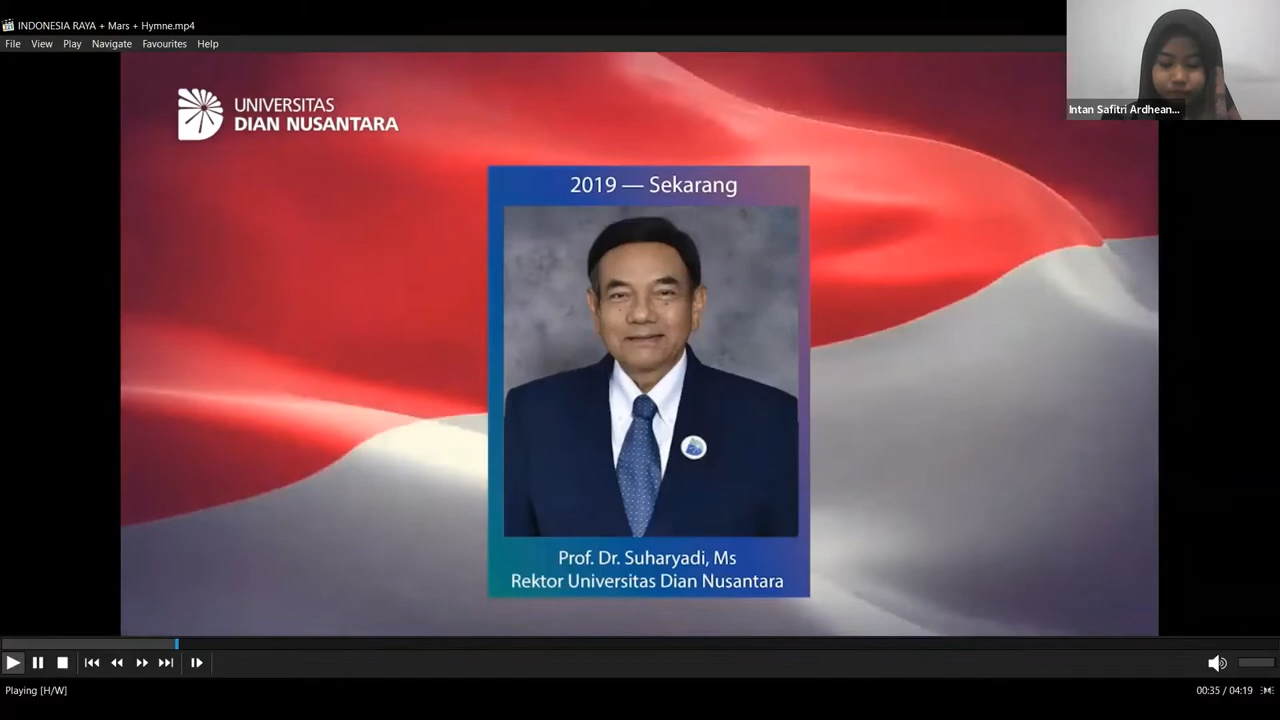 INDONESIA RAYA + Mars + Hymne.mp4
File View Play Navigate Favourites Help
Intan Safitri Ardhean...
UNIVERSITAS
DIAN NUSANTARA
2019 — Sekarang
Prof. Dr. Suharyadi, Ms
Rektor Universitas Dian Nusantara
Playing [H/W]
00:35 / 04:19